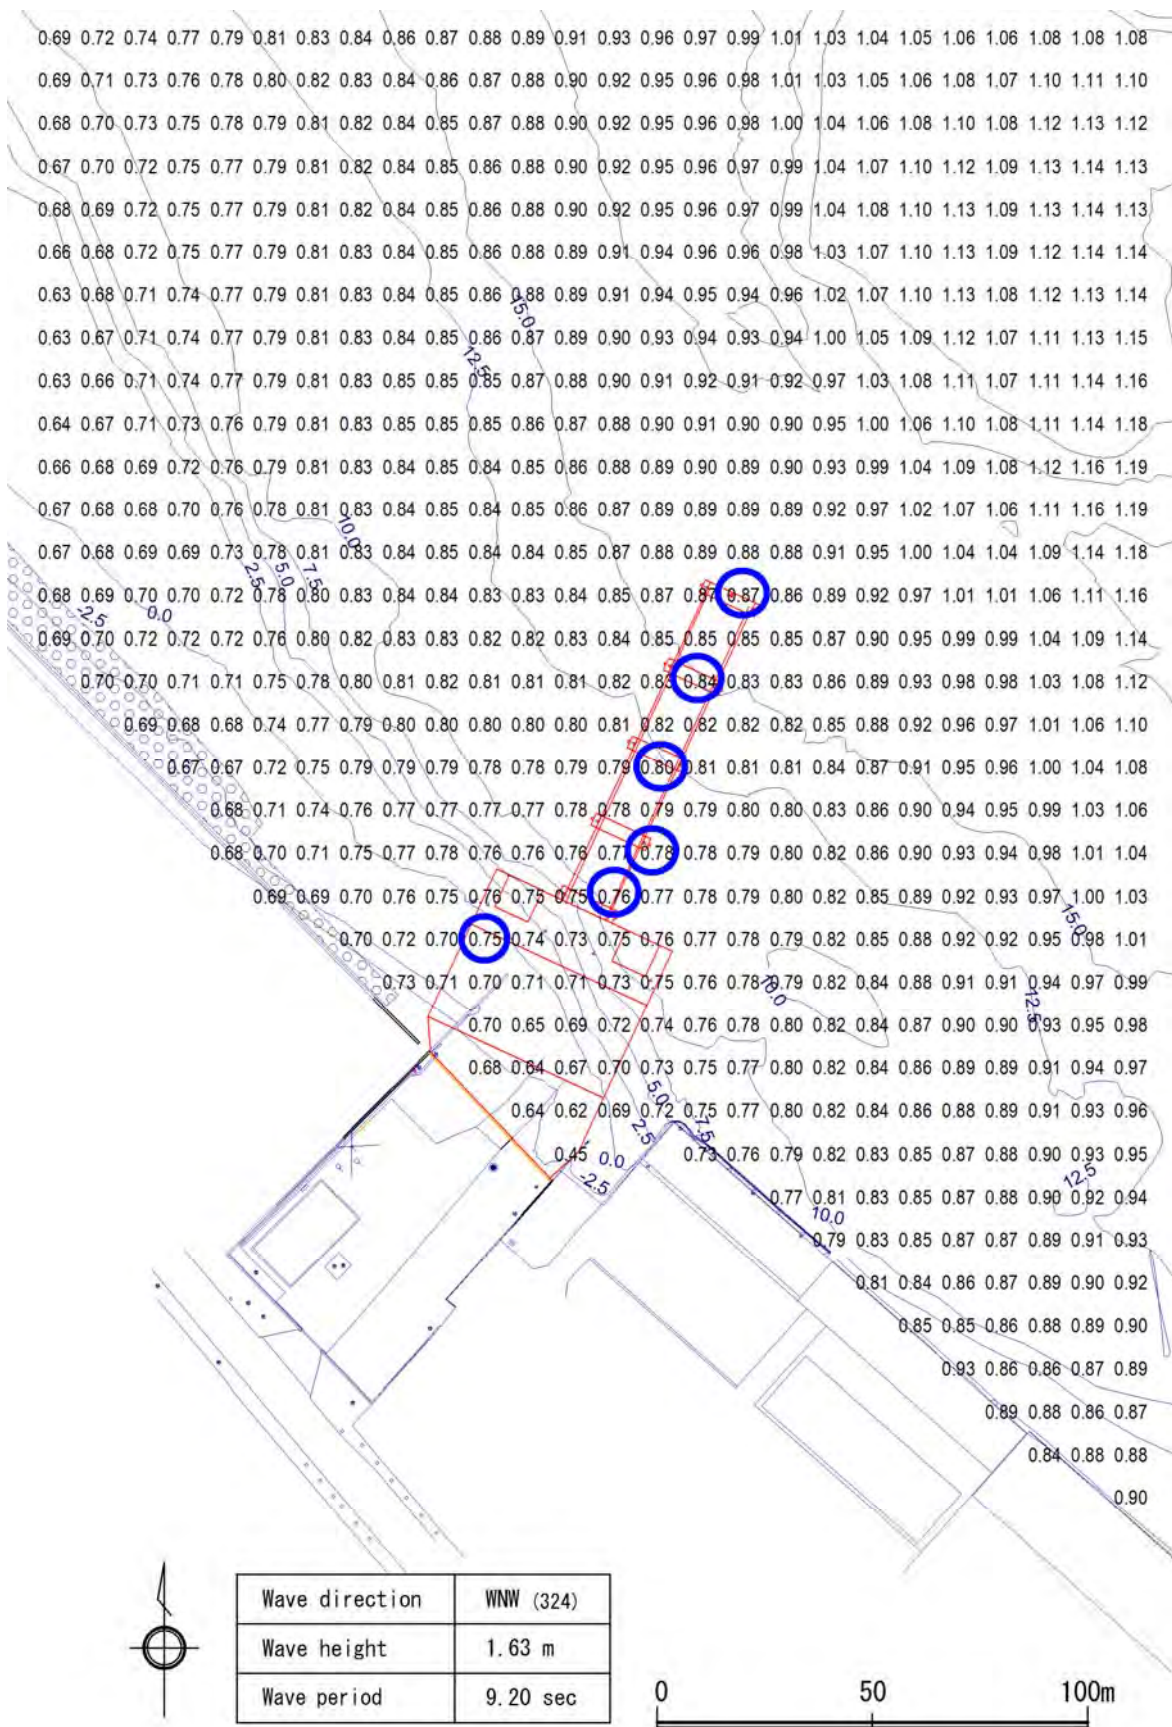 0.69 0.72 0.74 0.77 0.79 0.81 0.83 0.84 0.86 0.87 0.88 0.89 0.91 0.93 0.96 0.97 0.99 1.01 1.03 1.04 1.05 1.06 1.06 1.08 1.08 1.08
0.69 0.71 0.73 0.76 0.78 0.80 0.82 0.83 0.84 0.86 0.87 0.88 0.90 0.92 0.95 0.96 0.98 1.01 1.03 1.05 1.06 1.08 1.07 1.10 1.11 1.10
0.68 0.70 0.73 0.75 0.78 0.79 0.81 0.82 0.84 0.85 0.87 0.88 0.90 0.92 0.95 0.96 0.98 1.00 1.04 1.06 1.08 1.10 1.08 1.12 1.13 1.12
0.67 0.70 0.72 0.75 0.77 0.79 0.81 0.82 0.84 0.85 0.86 0.88 0.90 0.92 0.95 0.96 0.97 0.99 1.04 1.07 1.10 1.12 1.09 1.13 1.14 1.13
0.68 0.69 0.72 0.75 0.77 0.79 0.81 0.82 0.84 0.85 0.86 0.88 0.90 0.92 0.95 0.96 0.97 0.99 1.04 1.08 1.10 1.13 1.09 1.13 1.14 1.13
0.66 0.68 0.72 0.75 0.77 0.79 0.81 0.83 0.84 0.85 0.86 0.88 0.89 0.91 0.94 0.96 0.96 0.98 1.03 1.07 1.10 1.13 1.09 1.12 1.14 1.14
0.63 0.68 0.71 0.74 0.77 0.79 0.81 0.83 0.84 0.85 0.86 0.88 0.89 0.91 0.94 0.95 0.94 0.96 1.02 1.07 1.10 1.13 1.08 1.12 1.13 1.14
15.0
0.63 0.67 0.71 0.74 0.77 0.79 0.81 0.83 0.84 0.85 0.86 0.87 0.89 0.90 0.93 0.94 0.93 0.94 1.00 1.05 1.09 1.12 1.07 1.11 1.13 1.15
12.5
0.63 0.66 0.71 0.74 0.77 0.79 0.81 0.83 0.85 0.85 0.85 0.87 0.88 0.90 0.91 0.92 0.91 0.92 0.97 1.03 1.08 1.11 1.07 1.11 1.14 1.16
0.64 0.67 0.71 0.73 0.76 0.79 0.81 0.83 0.85 0.85 0.85 0.86 0.87 0.88 0.90 0.91 0.90 0.90 0.95 1.00 1.06 1.10 1.08 1.11 1.14 1.18
0.66 0.68 0.69 0.72 0.76 0.79 0.81 0.83 0.84 0.85 0.84 0.85 0.86 0.88 0.89 0.90 0.89 0.90 0.93 0.99 1.04 1.09 1.08 1.12 1.16 1.19
0.67 0.68 0.68 0.70 0.76 0.78 0.81 0.83 0.84 0.85 0.84 0.85 0.86 0.87 0.89 0.89 0.89 0.89 0.92 0.97 1.02 1.07 1.06 1.11 1.16 1.19
10.0
0.67 0.68 0.69 0.69 0.73 0.78 0.81 0.83 0.84 0.85 0.84 0.84 0.85 0.87 0.88 0.89 0.88 0.88 0.91 0.95 1.00 1.04 1.04 1.09 1.14 1.18
2.5 5.0 7.5
0.68 0.69 0.70 0.70 0.72 0.78 0.80 0.83 0.84 0.84 0.83 0.83 0.84 0.85 0.87 0.87 0.87 0.86 0.89 0.92 0.97 1.01 1.01 1.06 1.11 1.16
-2.5 0.0
0.69 0.70 0.72 0.72 0.72 0.76 0.80 0.82 0.83 0.83 0.82 0.82 0.83 0.84 0.85 0.85 0.85 0.85 0.87 0.90 0.95 0.99 0.99 1.04 1.09 1.14
0.70 0.70 0.71 0.71 0.75 0.78 0.80 0.81 0.82 0.81 0.81 0.81 0.82 0.83 0.84 0.83 0.83 0.86 0.89 0.93 0.98 0.98 1.03 1.08 1.12
0.69 0.68 0.68 0.74 0.77 0.79 0.80 0.80 0.80 0.80 0.80 0.81 0.82 0.82 0.82 0.82 0.85 0.88 0.92 0.96 0.97 1.01 1.06 1.10
0.67 0.67 0.72 0.75 0.79 0.79 0.79 0.78 0.78 0.79 0.79 0.80 0.81 0.81 0.81 0.84 0.87 0.91 0.95 0.96 1.00 1.04 1.08
0.68 0.71 0.74 0.76 0.77 0.77 0.77 0.77 0.78 0.78 0.79 0.79 0.80 0.80 0.83 0.86 0.90 0.94 0.95 0.99 1.03 1.06
0.68 0.70 0.71 0.75 0.77 0.78 0.76 0.76 0.76 0.77 0.78 0.78 0.79 0.80 0.82 0.86 0.90 0.93 0.94 0.98 1.01 1.04
0.69 0.69 0.70 0.76 0.75 0.76 0.75 0.75 0.76 0.77 0.78 0.79 0.80 0.82 0.85 0.89 0.92 0.93 0.97 1.00 1.03
15.0
0.70 0.72 0.70 0.75 0.74 0.73 0.75 0.76 0.77 0.78 0.79 0.82 0.85 0.88 0.92 0.92 0.95 0.98 1.01
0.73 0.71 0.70 0.71 0.71 0.73 0.75 0.76 0.78 0.79 0.82 0.84 0.88 0.91 0.91 0.94 0.97 0.99
10.0 12.5
0.70 0.65 0.69 0.72 0.74 0.76 0.78 0.80 0.82 0.84 0.87 0.90 0.90 0.93 0.95 0.98
0.68 0.64 0.67 0.70 0.73 0.75 0.77 0.80 0.82 0.84 0.86 0.89 0.89 0.91 0.94 0.97
5.0
0.64 0.62 0.69 0.72 0.75 0.77 0.80 0.82 0.84 0.86 0.88 0.89 0.91 0.93 0.96
2.5 7.5
0.45 0.73 0.76 0.79 0.82 0.83 0.85 0.87 0.88 0.90 0.93 0.95
0.0
-2.5 12.5
0.77 0.81 0.83 0.85 0.87 0.88 0.90 0.92 0.94
10.0
0.79 0.83 0.85 0.87 0.87 0.89 0.91 0.93
0.81 0.84 0.86 0.87 0.89 0.90 0.92
0.85 0.85 0.86 0.88 0.89 0.90
0.93 0.86 0.86 0.87 0.89
0.89 0.88 0.86 0.87
0.84 0.88 0.88
0.90
Wave direction WNW (324)
Wave height 1.63 m
Wave period 9.20 sec
0 50 100m